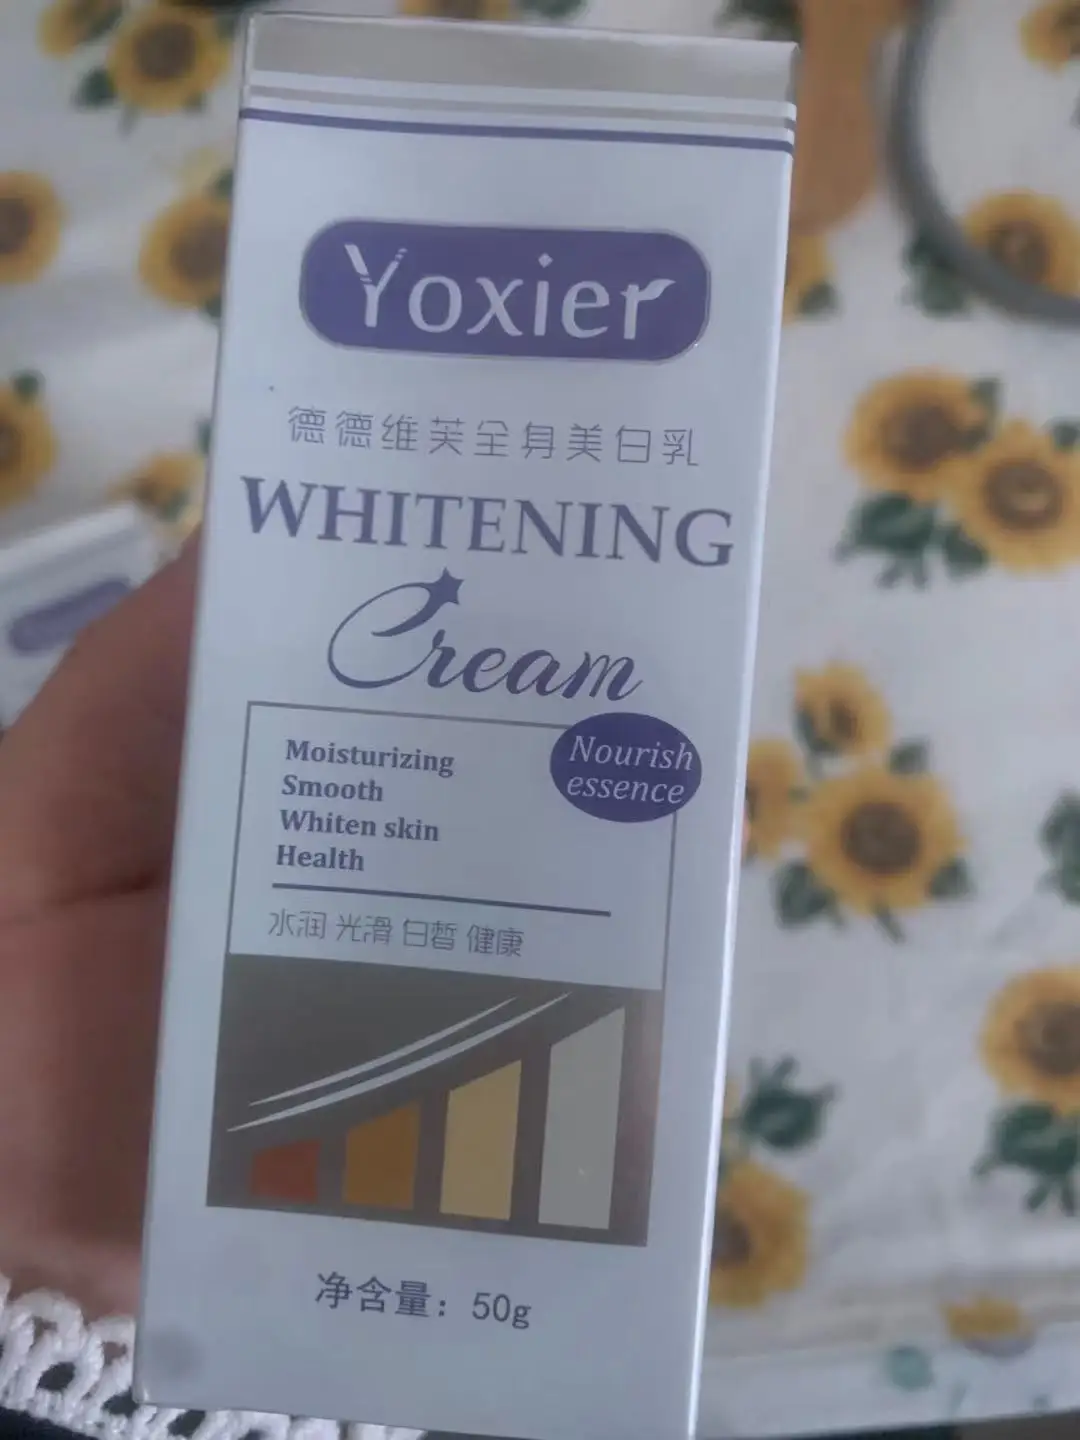 Yoxier
德德维芙全身美白乳
WHITENING
Cream
Nourish
essence
Moisturizing
Smooth
Whiten skin
Health
水润 光滑 白皙 健康
净含量：50g